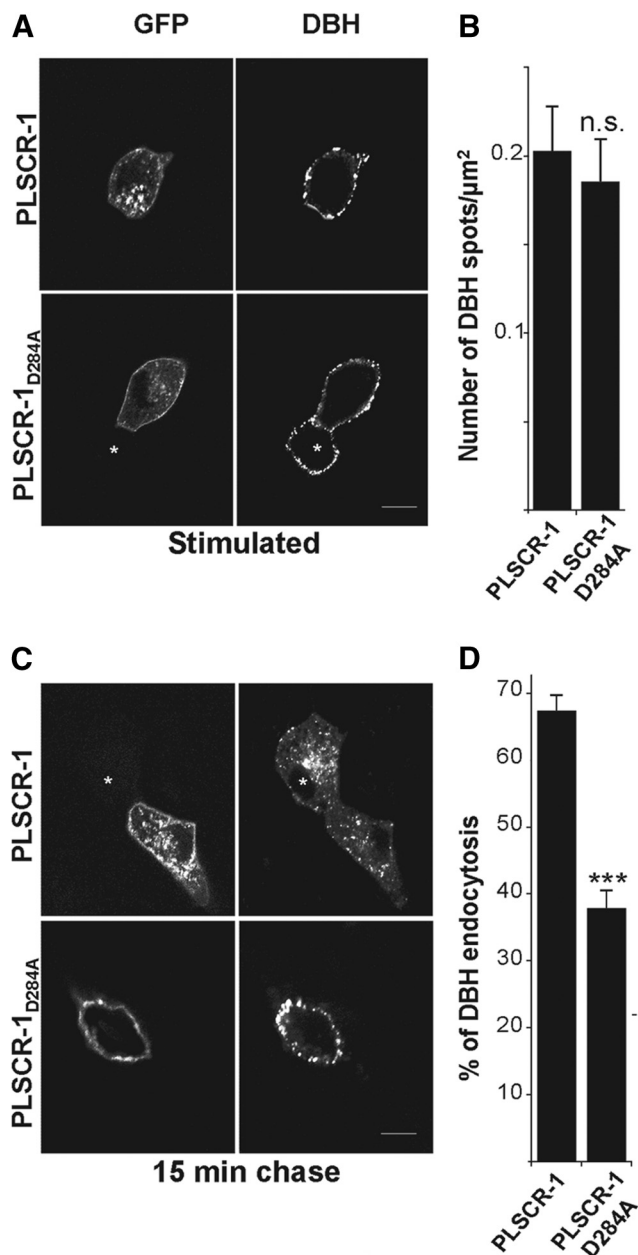 A
GFP
DBH
PLSCR-1
*
*
PLSCR-1D284A
Stimulated
B
Number of DBH spots/µm²
0.2
0.1
n.s.
PLSCR-1
PLSCR-1
D284A
C
PLSCR-1
*
*
PLSCR-1D284A
15 min chase
D
% of DBH endocytosis
70
60
50
40
30
20
10
***
-
PLSCR-1
PLSCR-1
D284A